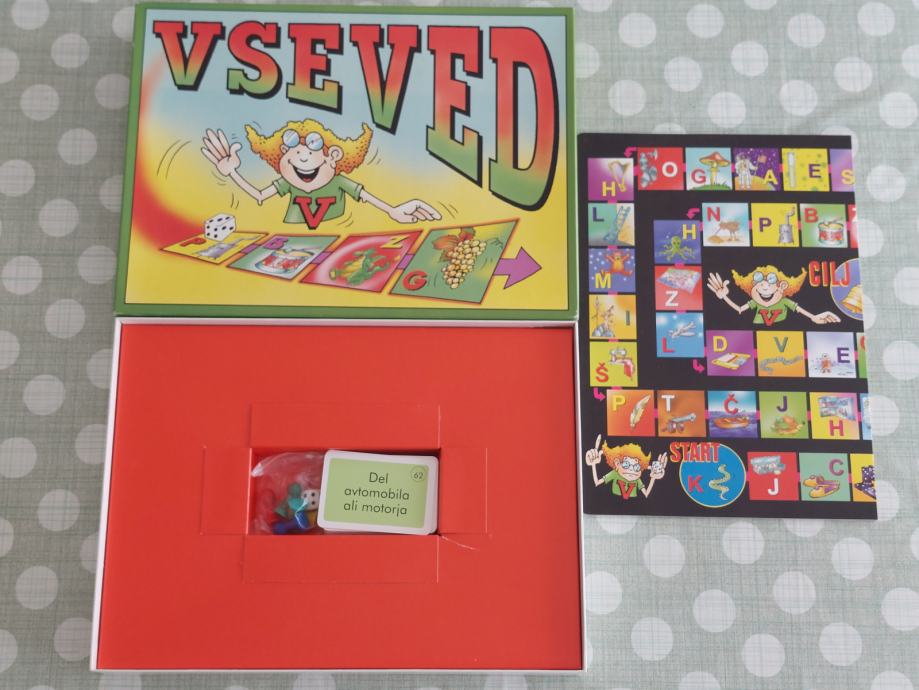 VSEVED
V
P B Z G
Del
avtomobila
ali motorja
62
H O G A E S
L H N P B
M Z CILJ
V
I L D V E
Š
P T Č J H
START
V K J C